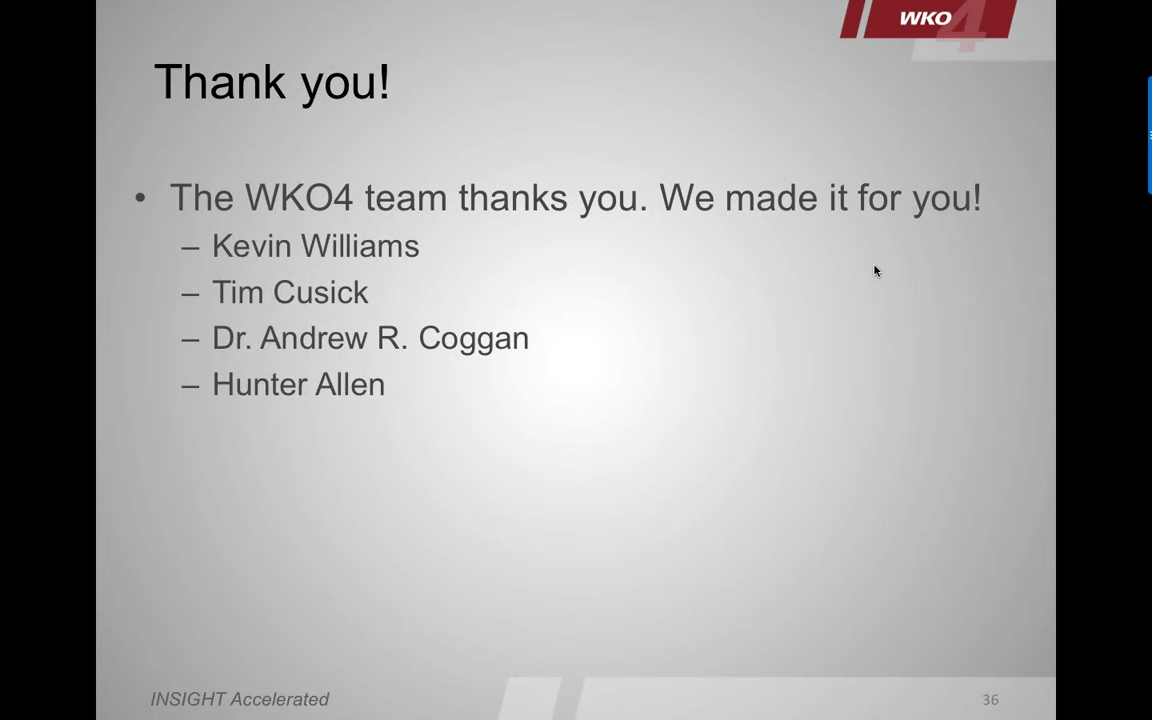 WKO 4
Thank you!
• The WKO4 team thanks you. We made it for you!
– Kevin Williams
– Tim Cusick
– Dr. Andrew R. Coggan
– Hunter Allen
INSIGHT Accelerated
36